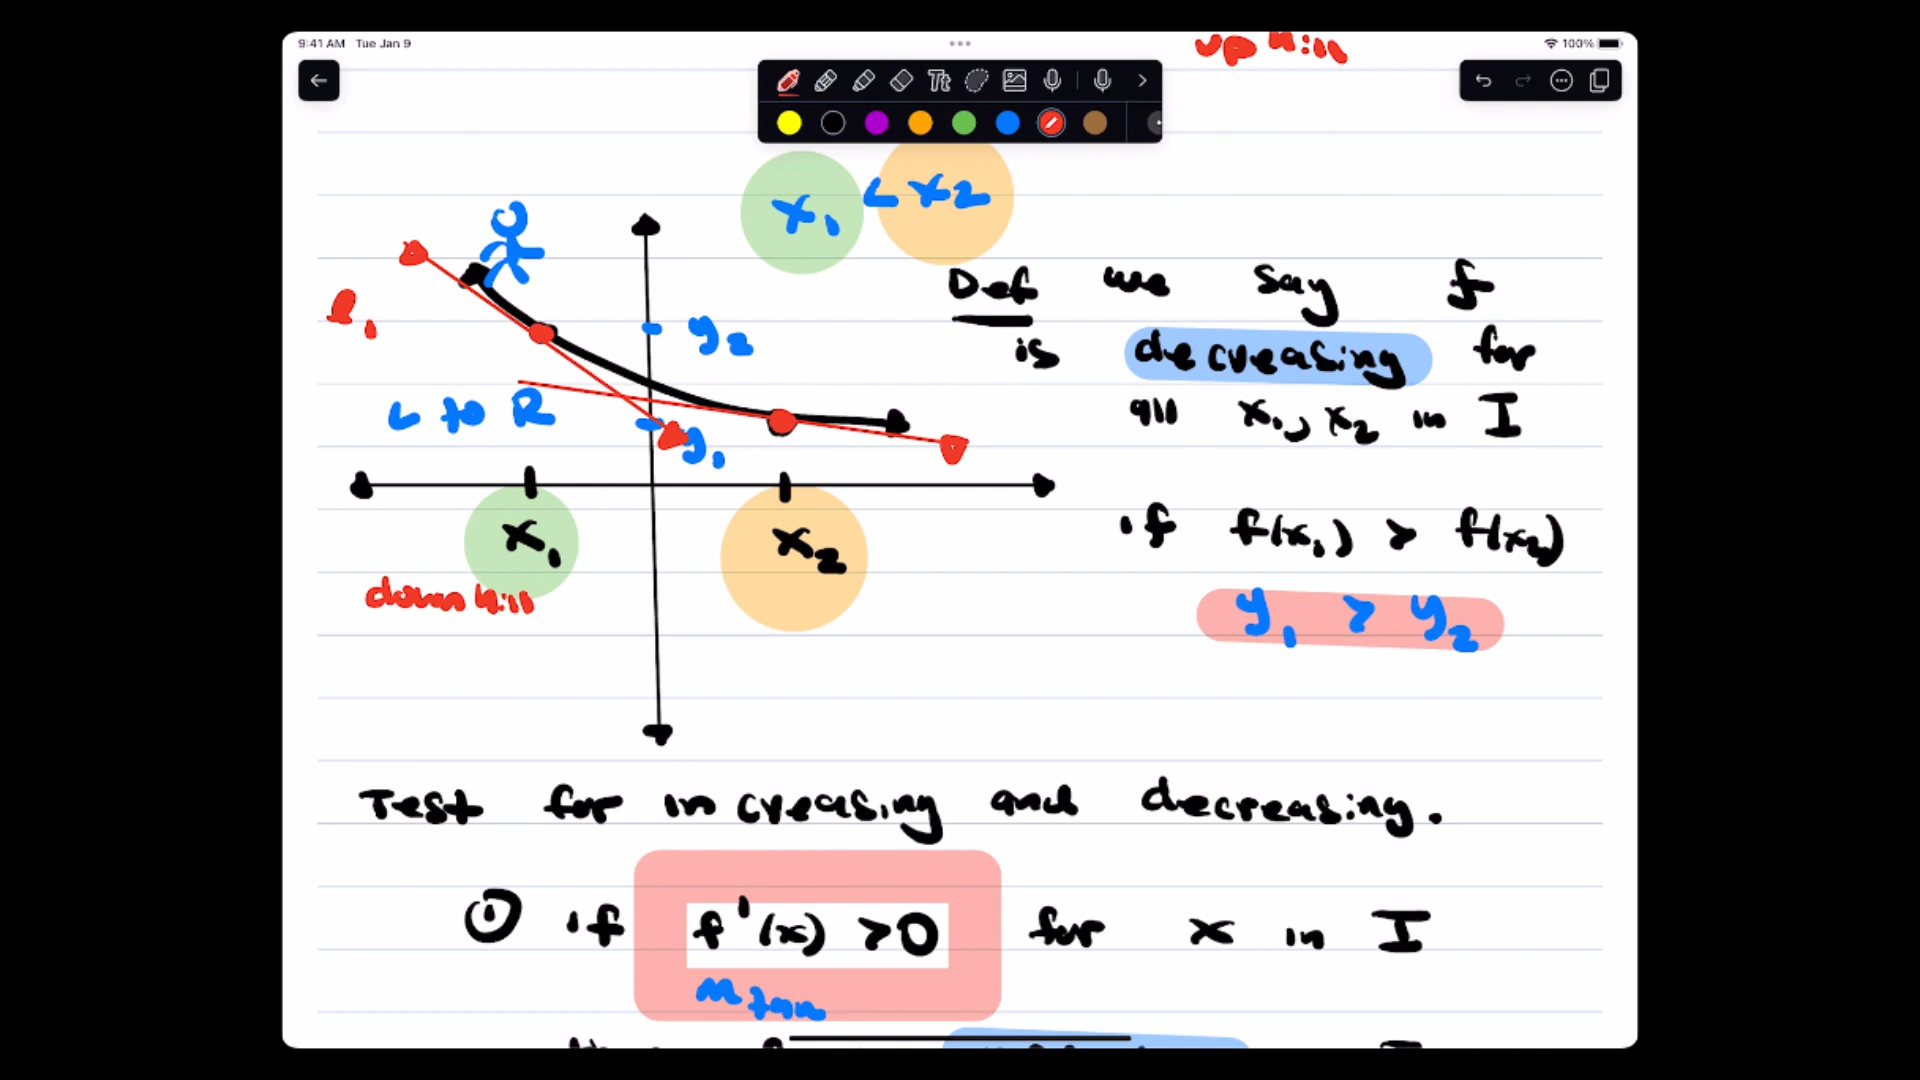 9:41 AM Tue Jan 9
100%
up hill
Tt
x₁ < x₂
Def we say f
is decreasing for
all x₁, x₂ in I
if f(x₁) > f(x₂)
y₁ > y₂
l₁
y₂
L to R
y₁
x₁
x₂
down hill
Test for increasing and decreasing.
① if f'(x) >0 for x in I
m tan